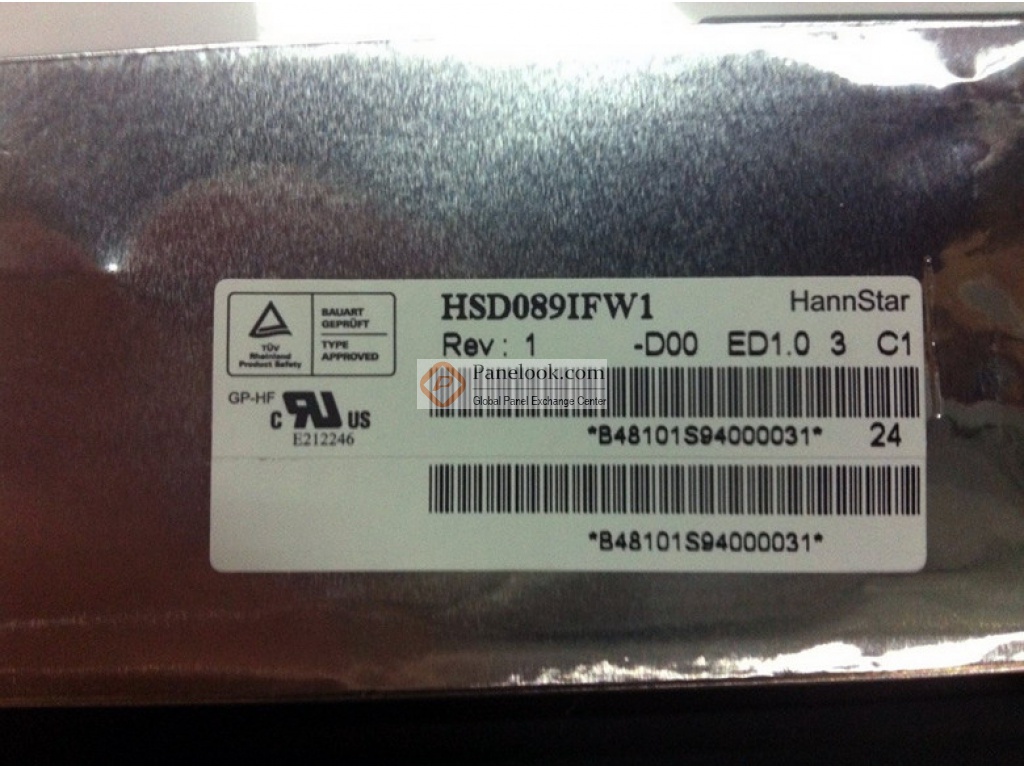 HSD089IFW1 HannStar
Rev: 1 -D00 ED1.0 3 C1
TÜV
Rheinland
Product Safety
BAUART
GEPRÜFT
TYPE
APPROVED
Panelook.com
Global Panel Exchange Center
GP-HF
C RU US
E212246
*B48101S94000031* 24
*B48101S94000031*